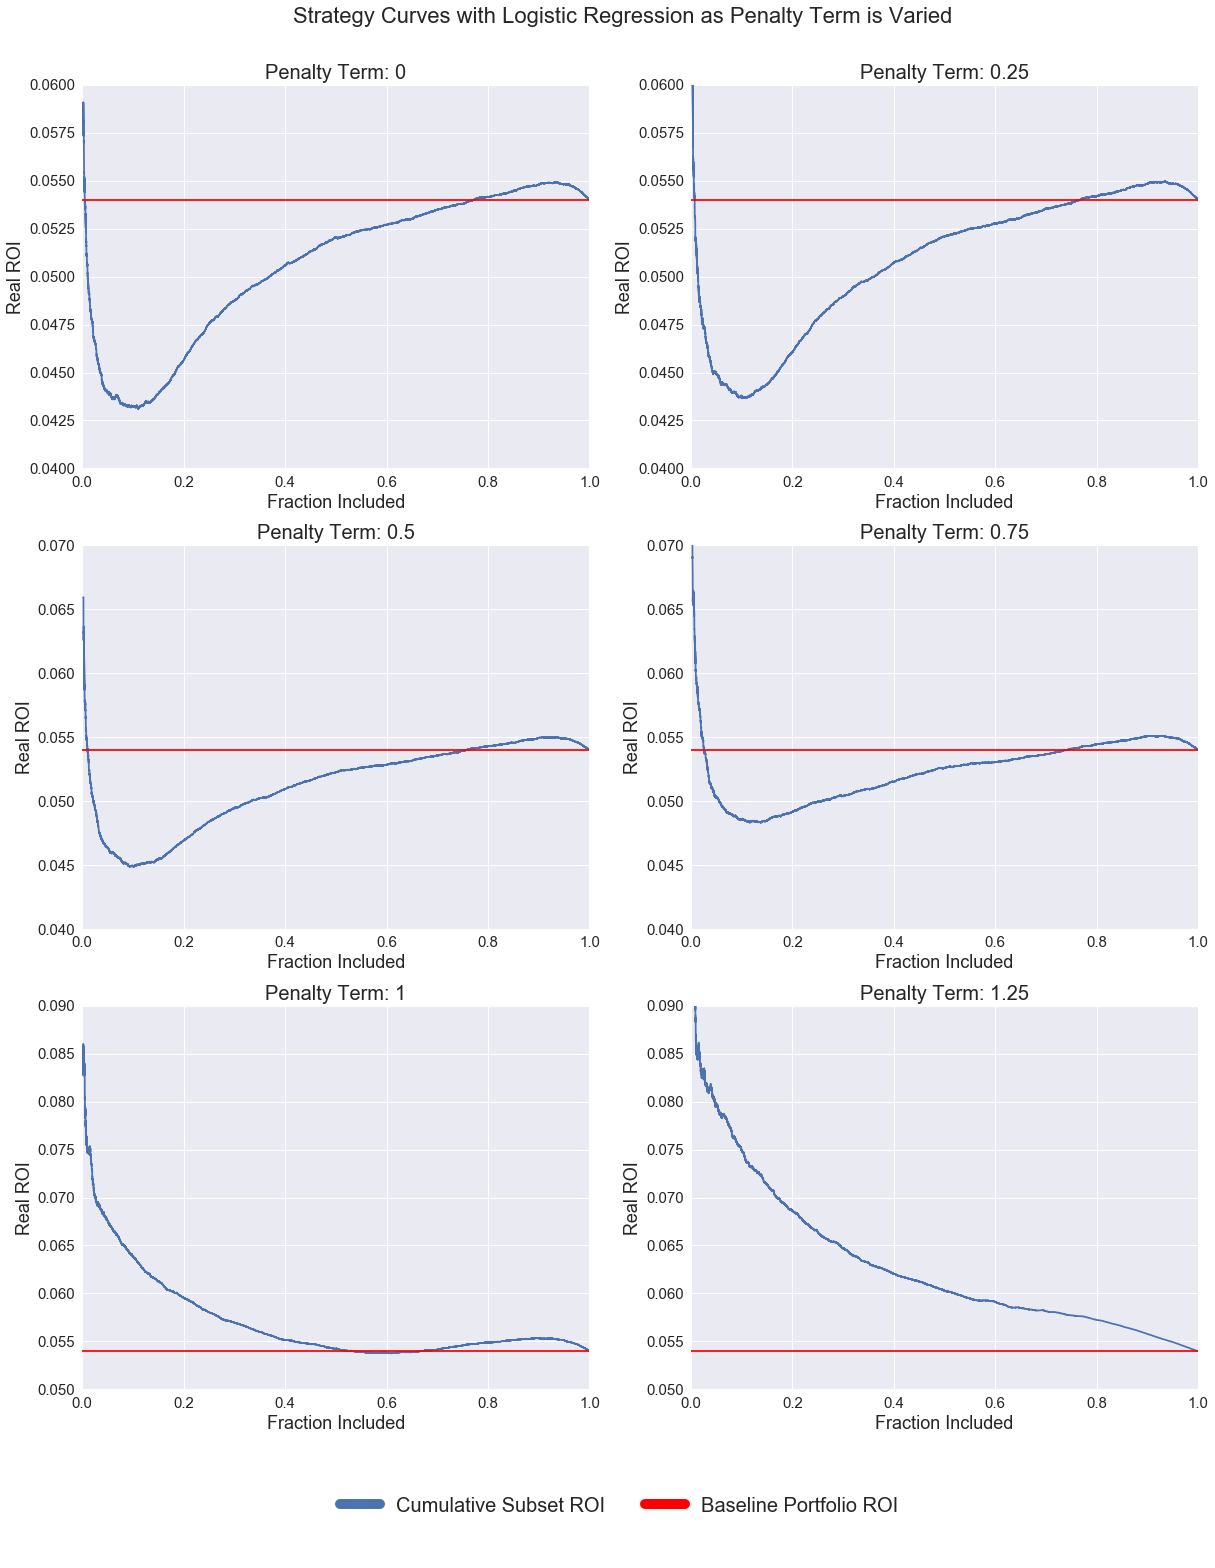 Strategy Curves with Logistic Regression as Penalty Term is Varied
Penalty Term: 0
0.0600
0.0575
0.0550
0.0525
0.0500
0.0475
0.0450
0.0425
0.0400
Real ROI
0.0 0.2 0.4 0.6 0.8 1.0
Fraction Included
Penalty Term: 0.25
0.0600
0.0575
0.0550
0.0525
0.0500
0.0475
0.0450
0.0425
0.0400
Real ROI
0.0 0.2 0.4 0.6 0.8 1.0
Fraction Included
Penalty Term: 0.5
0.070
0.065
0.060
0.055
0.050
0.045
0.040
Real ROI
0.0 0.2 0.4 0.6 0.8 1.0
Fraction Included
Penalty Term: 0.75
0.070
0.065
0.060
0.055
0.050
0.045
0.040
Real ROI
0.0 0.2 0.4 0.6 0.8 1.0
Fraction Included
Penalty Term: 1
0.090
0.085
0.080
0.075
0.070
0.065
0.060
0.055
0.050
Real ROI
0.0 0.2 0.4 0.6 0.8 1.0
Fraction Included
Penalty Term: 1.25
0.090
0.085
0.080
0.075
0.070
0.065
0.060
0.055
0.050
Real ROI
0.0 0.2 0.4 0.6 0.8 1.0
Fraction Included
Cumulative Subset ROI
Baseline Portfolio ROI